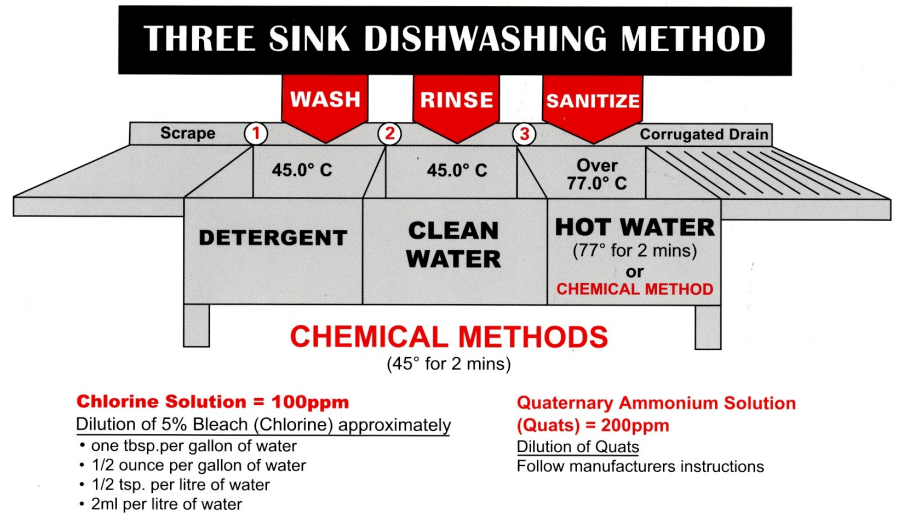 THREE SINK DISHWASHING METHOD
WASH
RINSE
SANITIZE
Scrape
1
2
3
Corrugated Drain
45.0° C
45.0° C
Over
77.0° C
DETERGENT
CLEAN
WATER
HOT WATER
(77° for 2 mins)
or
CHEMICAL METHOD
CHEMICAL METHODS
(45° for 2 mins)
Chlorine Solution = 100ppm
Dilution of 5% Bleach (Chlorine) approximately
• one tbsp.per gallon of water
• 1/2 ounce per gallon of water
• 1/2 tsp. per litre of water
• 2ml per litre of water
Quaternary Ammonium Solution
(Quats) = 200ppm
Dilution of Quats
Follow manufacturers instructions